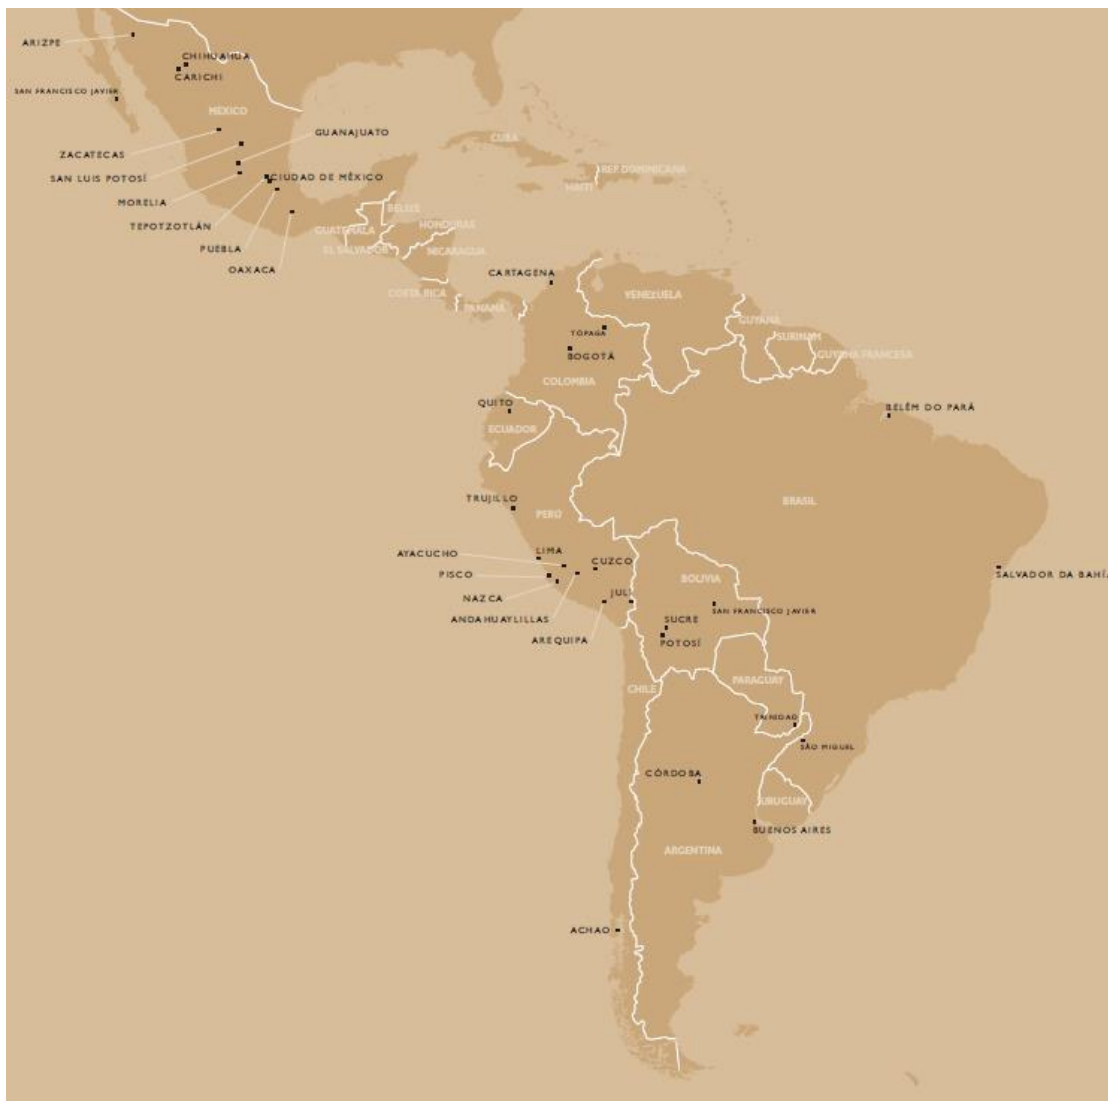 ARIZPE
CHIHUAHUA
CARICHI
SAN FRANCISCO JAVIER
MÉXICO
GUANAJUATO
ZACATECAS
SAN LUIS POTOSÍ
CIUDAD DE MÉXICO
MORELIA
TEPOTZOTLÁN
PUEBLA
OAXACA
CUBA
REP. DOMINICANA
HAITI
BELICE
GUATEMALA
HONDURAS
EL SALVADOR
NICARAGUA
COSTA RICA
PANAMÁ
CARTAGENA
VENEZUELA
GUYANA
SURINAM
GUYANA FRANCESA
TÓPAGA
BOGOTÁ
COLOMBIA
QUITO
ECUADOR
BELÉM DO PARÁ
TRUJILLO
PERÚ
BRASIL
LIMA
AYACUCHO
CUZCO
PISCO
NAZCA
JULI
ANDAHUAYLILLAS
AREQUIPA
BOLIVIA
SAN FRANCISCO JAVIER
SALVADOR DA BAHÍA
SUCRE
POTOSÍ
CHILE
PARAGUAY
TRINIDAD
SÃO MIGUEL
CÓRDOBA
URUGUAY
BUENOS AIRES
ARGENTINA
ACHAO